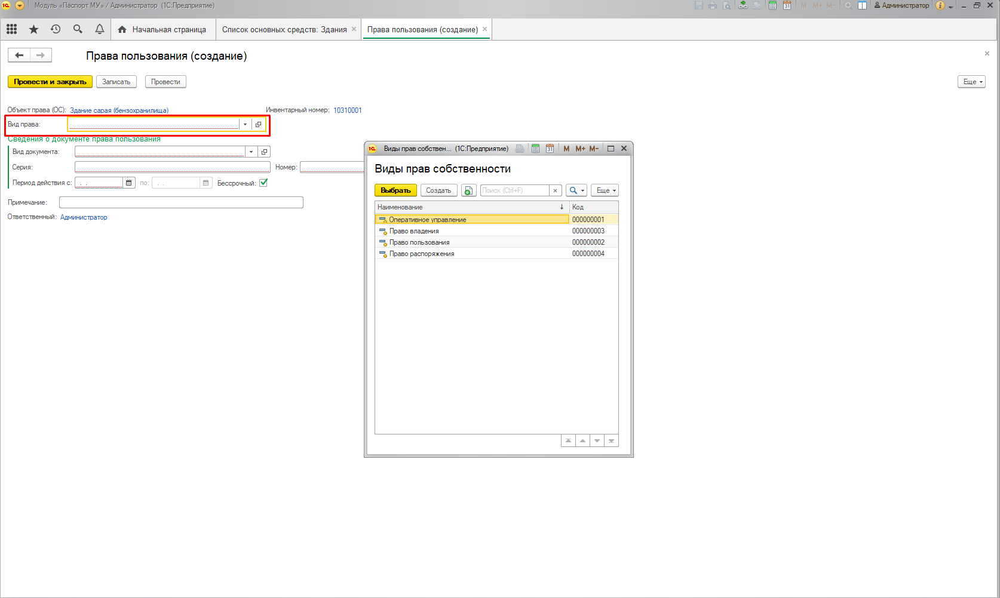 Модуль «Паспорт МУ» / Администратор (1С:Предприятие)
M M+ M− Администратор
Начальная страница Список основных средств: Здания × Права пользования (создание) ×
Права пользования (создание)
Провести и закрыть Записать Провести Еще
Объект права (ОС): Здание сарая (бензохранилища) Инвентарный номер: 10310001
Вид права:
Сведения о документе права пользования
Вид документа:
Серия: Номер:
Период действия с: . . по: . . Бессрочный:
Примечание:
Ответственный: Администратор
Виды прав собствен... (1С:Предприятие) 31 M M+ M−
Виды прав собственности
Выбрать Создать Поиск (Ctrl+F) × Еще
Наименование ↓ Код
Оперативное управление 000000001
Право владения 000000003
Право пользования 000000002
Право распоряжения 000000004